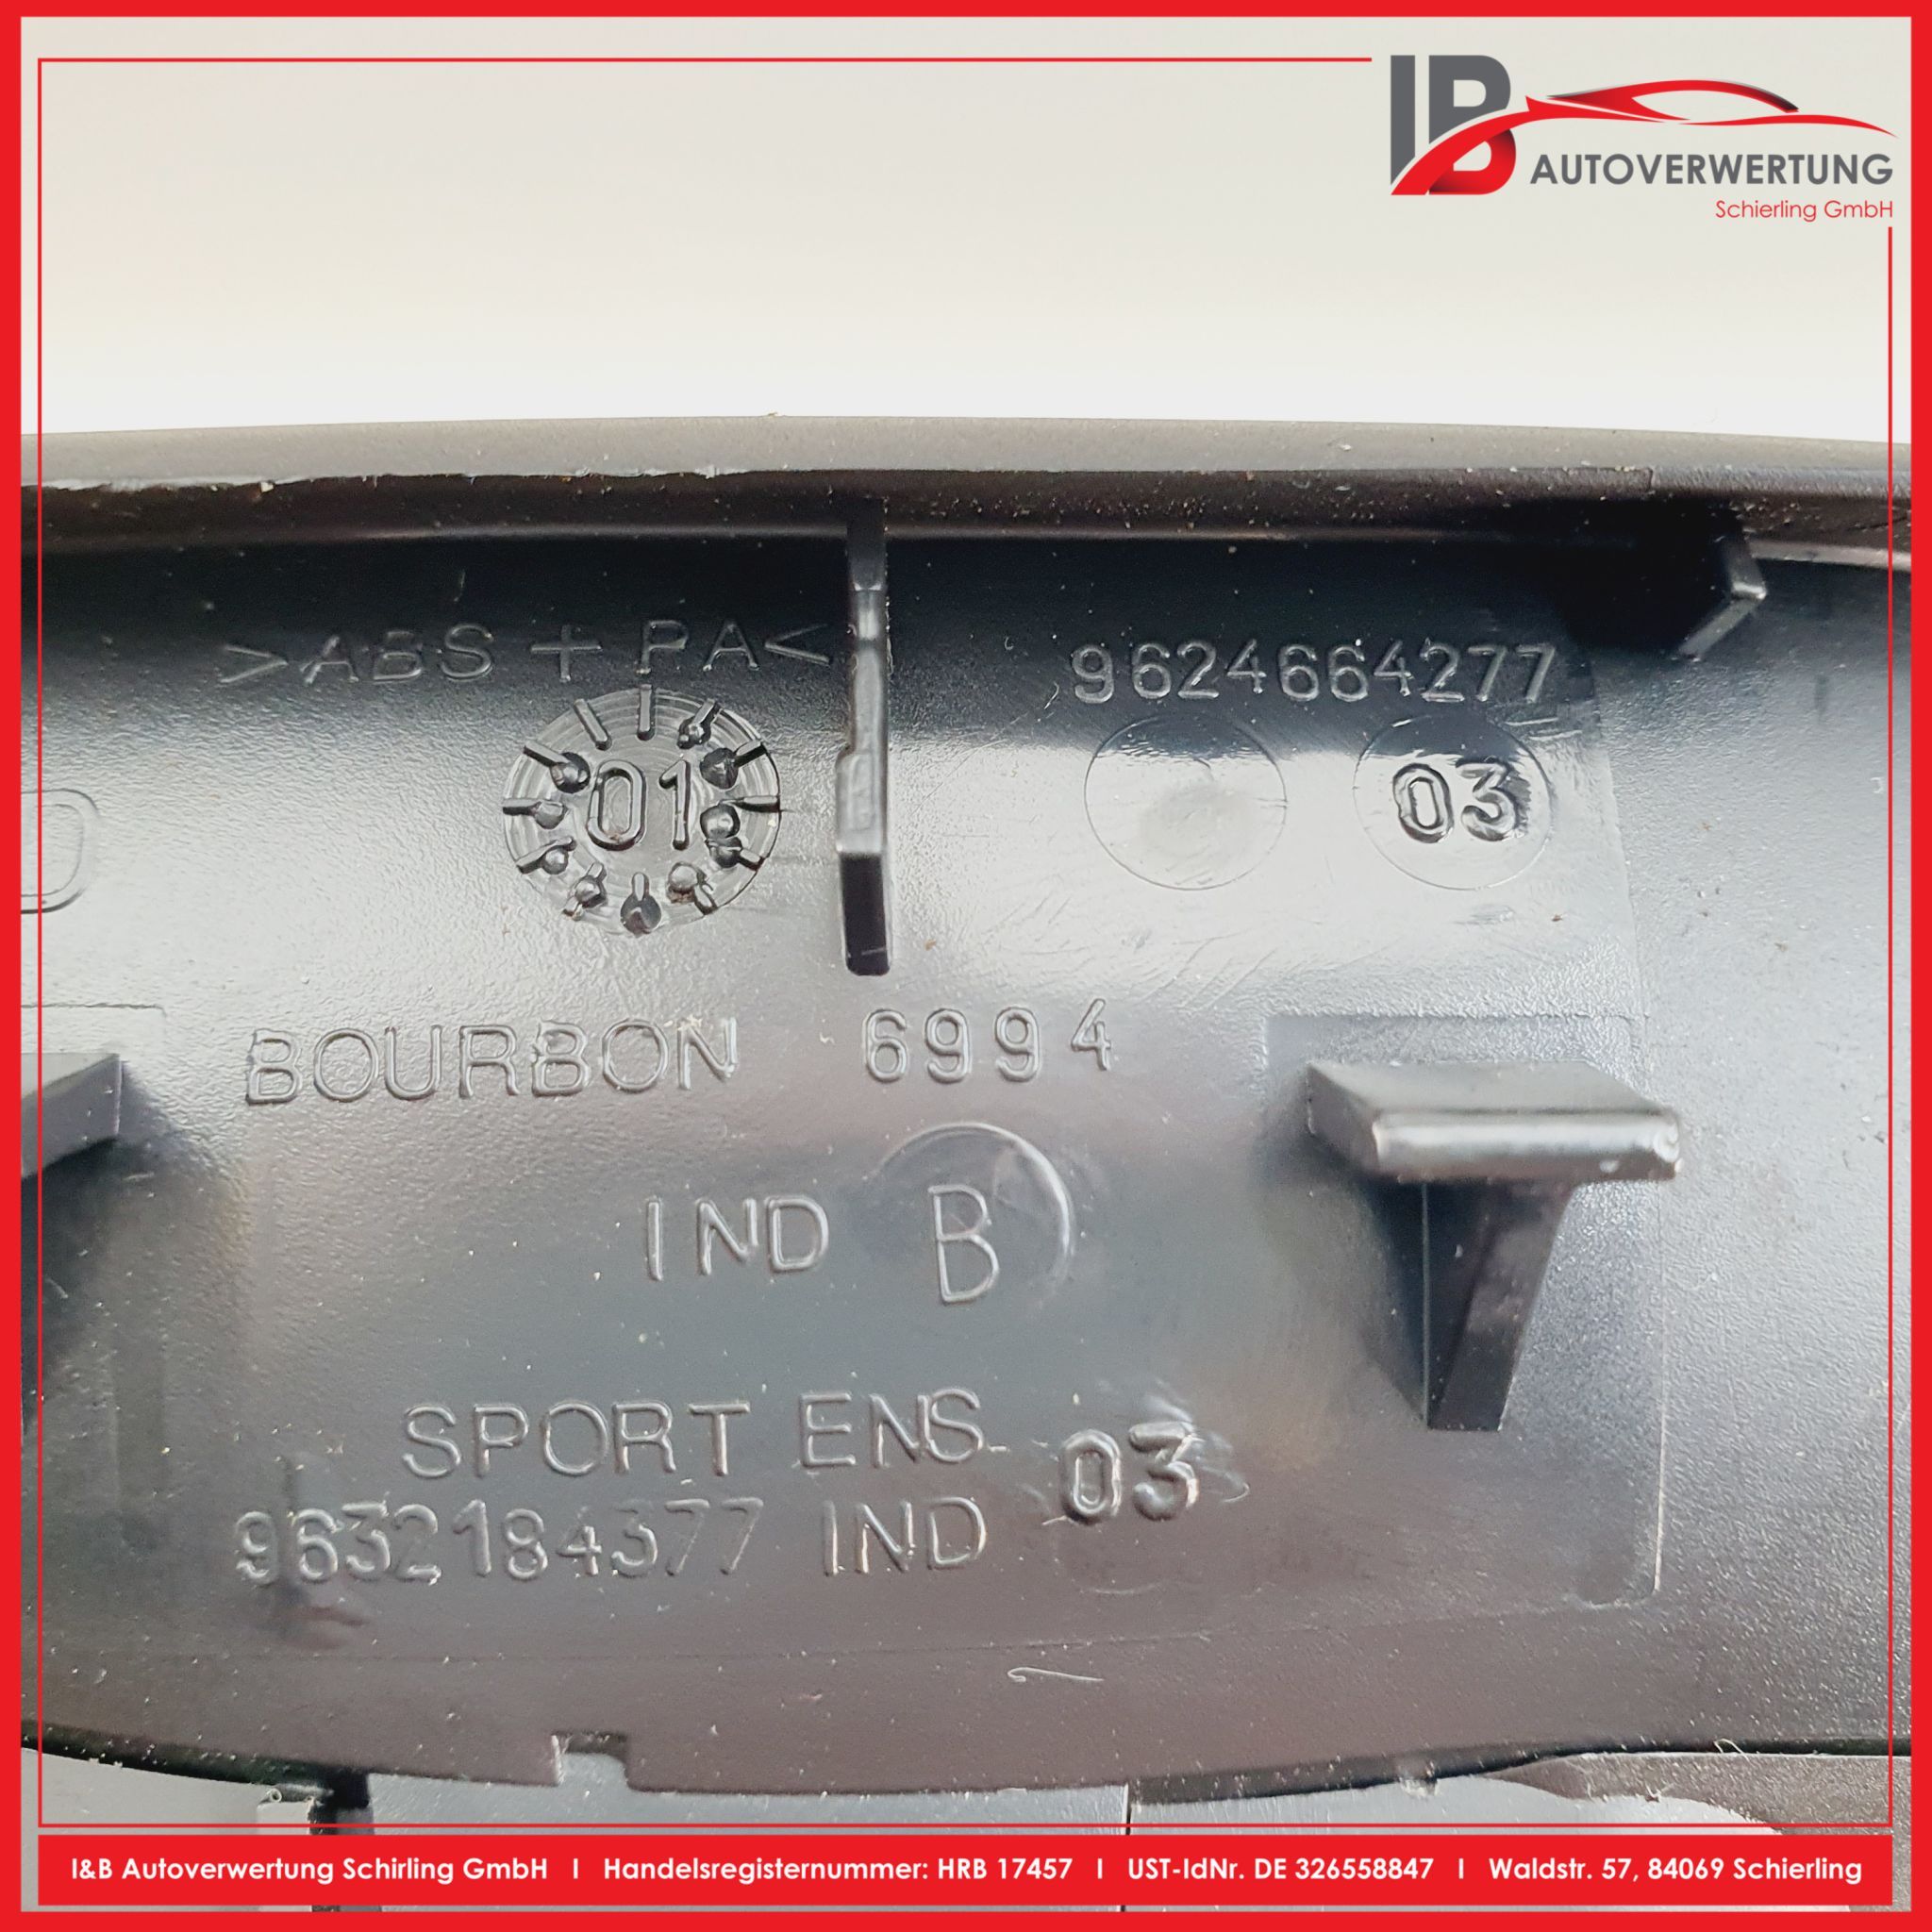 IB
AUTOVERWERTUNG
Schierling GmbH
>ABS + PA<
9624664277
01
03
BOURBON 6994
IND B
SPORT ENS
03
9632184377 IND
I&B Autoverwertung Schirling GmbH I Handelsregisternummer: HRB 17457 I UST-IdNr. DE 326558847 I Waldstr. 57, 84069 Schierling